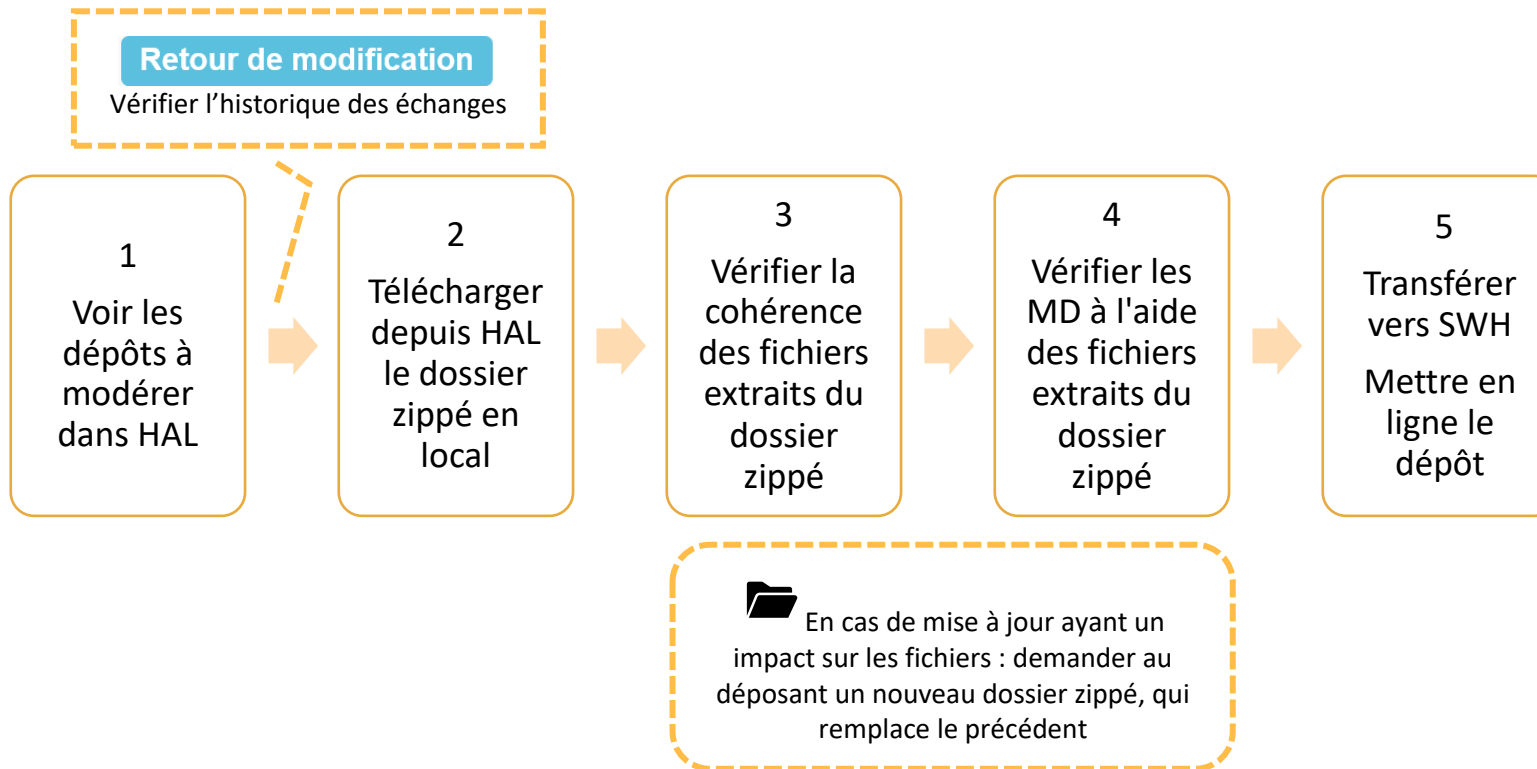 Retour de modification
Vérifier l’historique des échanges
1
Voir les
dépôts à
modérer
dans HAL
2
Télécharger
depuis HAL
le dossier
zippé en
local
3
Vérifier la
cohérence
des fichiers
extraits du
dossier
zippé
4
Vérifier les
MD à l'aide
des fichiers
extraits du
dossier
zippé
5
Transférer
vers SWH
Mettre en
ligne le
dépôt
En cas de mise à jour ayant un
impact sur les fichiers : demander au
déposant un nouveau dossier zippé, qui
remplace le précédent